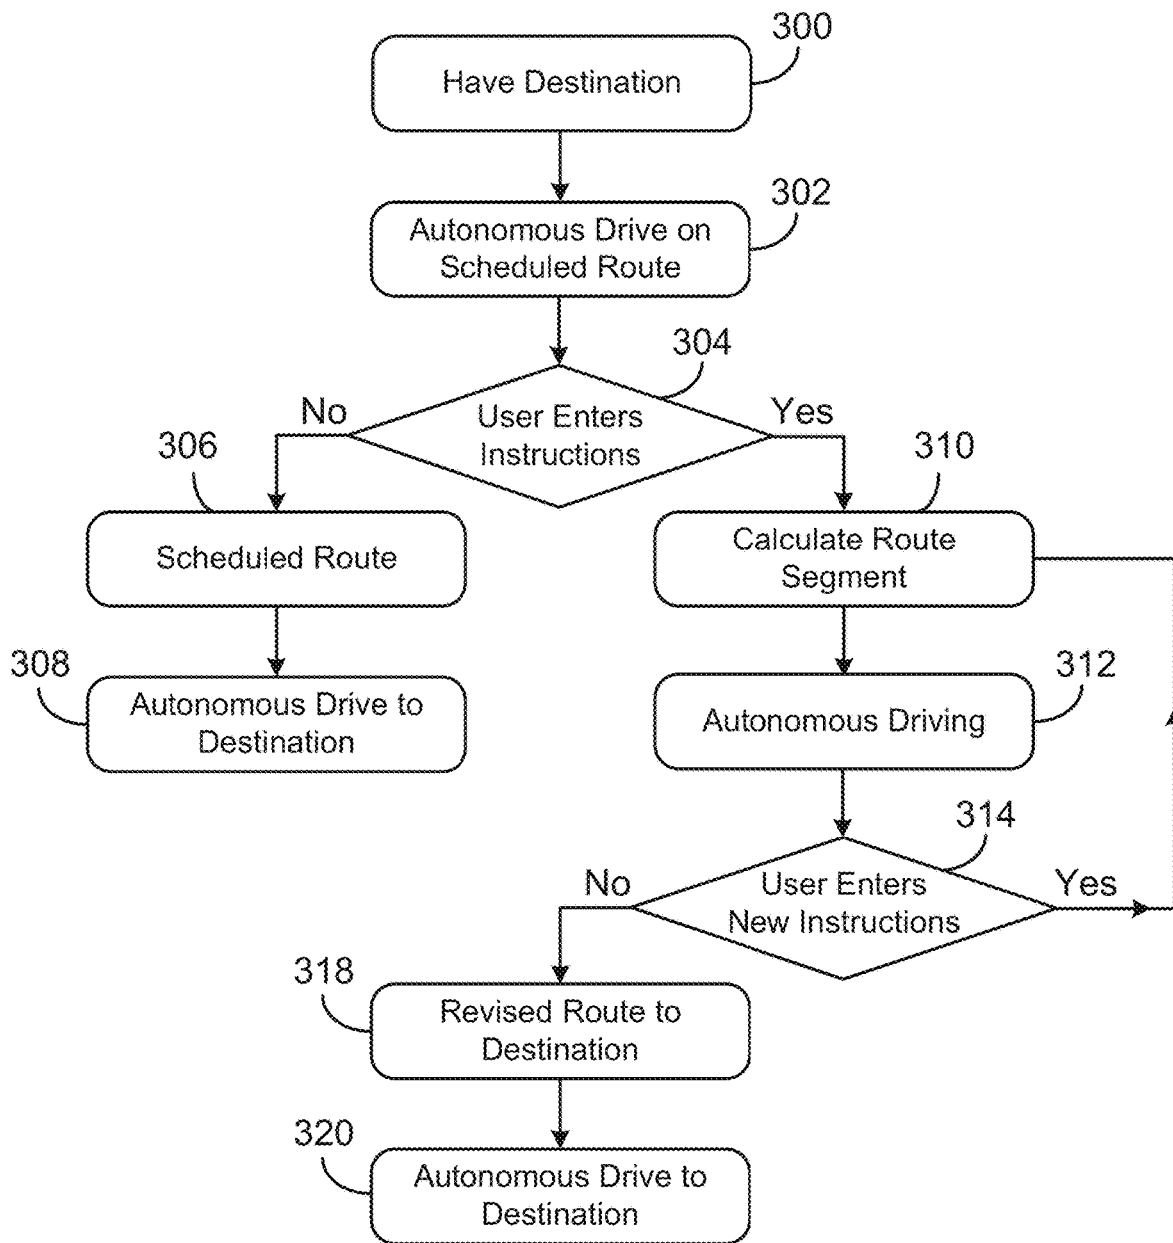 300
Have Destination
302
Autonomous Drive on
Scheduled Route
304
No
User Enters
Instructions
Yes
306
310
Scheduled Route
Calculate Route
Segment
308
312
Autonomous Drive to
Destination
Autonomous Driving
314
No
User Enters
New Instructions
Yes
318
Revised Route to
Destination
320
Autonomous Drive to
Destination